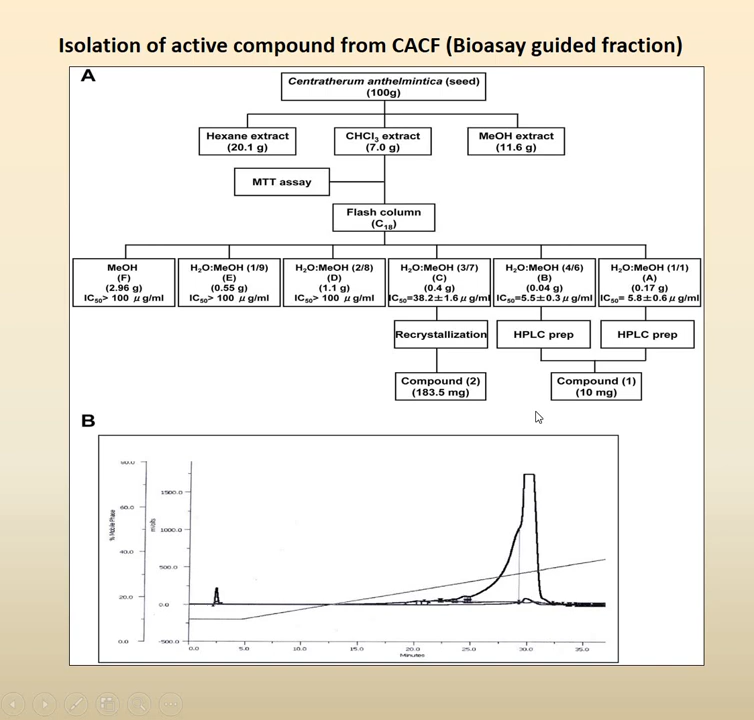 Isolation of active compound from CACF (Bioasay guided fraction)
A
Centratherum anthelmintica (seed)
(100g)
Hexane extract
(20.1 g)
CHCl₃ extract
(7.0 g)
MeOH extract
(11.6 g)
MTT assay
Flash column
(C₁₈)
MeOH
(F)
(2.96 g)
IC₅₀> 100 μg/ml
H₂O:MeOH (1/9)
(E)
(0.55 g)
IC₅₀> 100 μg/ml
H₂O:MeOH (2/8)
(D)
(1.1 g)
IC₅₀> 100 μg/ml
H₂O:MeOH (3/7)
(C)
(0.4 g)
IC₅₀=38.2±1.6μg/ml
H₂O:MeOH (4/6)
(B)
(0.04 g)
IC₅₀=5.5±0.3μg/ml
H₂O:MeOH (1/1)
(A)
(0.17 g)
IC₅₀= 5.8±0.6μg/ml
Recrystallization
HPLC prep
HPLC prep
Compound (2)
(183.5 mg)
Compound (1)
(10 mg)
B
% Mobile Phase
60.0
40.0
20.0
0.0
1500.0
1000.0
500.0
0.0
-500.0
0.0 5.0 10.0 15.0 20.0 25.0 30.0 35.0
Minutes